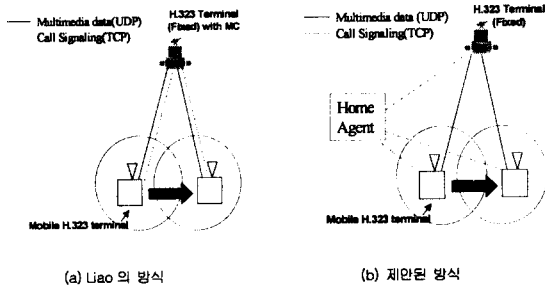 Multimedia data(UDP)
Call Signaling(TCP)
H.323 Terminal
(Fixed) with MC
Mobile H.323 terminal
(a) Liao 의 방식
Multimedia data (UDP)
Call Signaling(TCP)
H.323 Terminal
(Fixed)
Home
Agent
Mobile H.323 terminal
(b) 제안된 방식